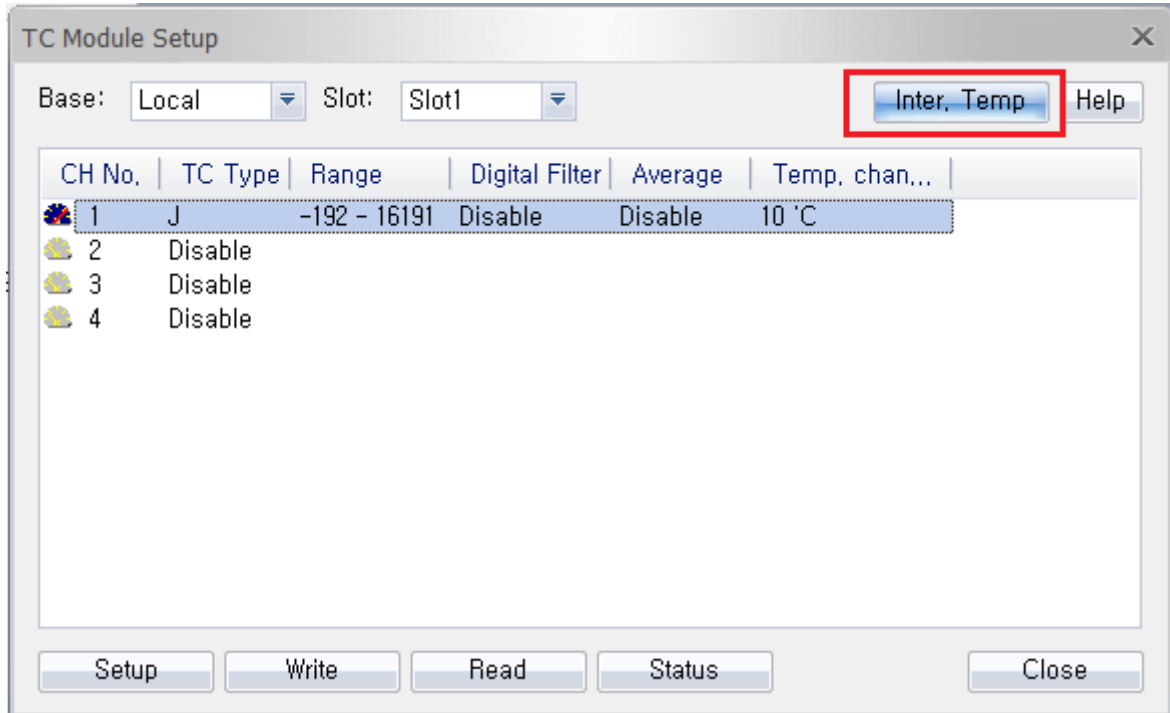 TC Module Setup
Base: Local Slot: Slot1 Inter, Temp Help
CH No, TC Type Range Digital Filter Average Temp, chan,,,
1 J -192 - 16191 Disable Disable 10 'C
2 Disable
3 Disable
4 Disable
Setup Write Read Status Close